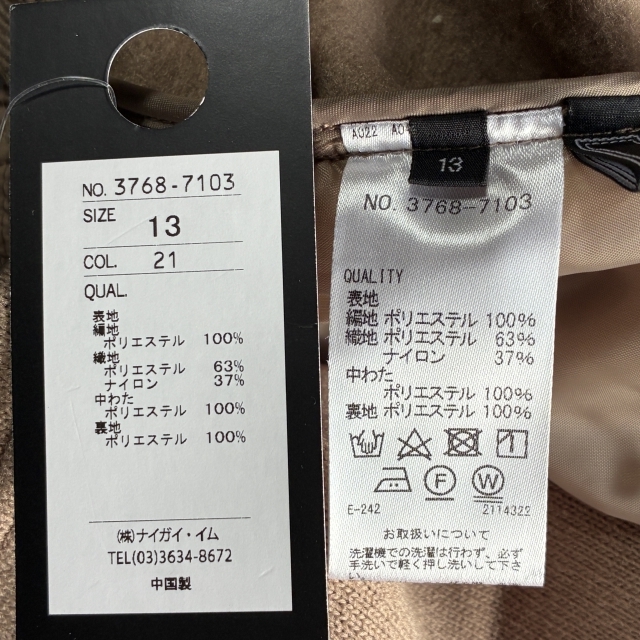 NO. 3768-7103
SIZE 13
COL. 21
QUAL.
表地
編地
ポリエステル 100%
織地
ポリエステル 63%
ナイロン 37%
中わた
ポリエステル 100%
裏地
ポリエステル 100%
(株)ナイガイ・イム
TEL(03)3634-8672
中国製
A022 A0
13
NO. 3768-7103
QUALITY
表地
編地 ポリエステル 100%
織地 ポリエステル 63%
ナイロン 37%
中わた
ポリエステル 100%
裏地 ポリエステル 100%
F W
E-242 2114322
お取扱いについて
洗濯機での洗濯は行わず、必ず
手洗いで軽く押し洗いして下さい。